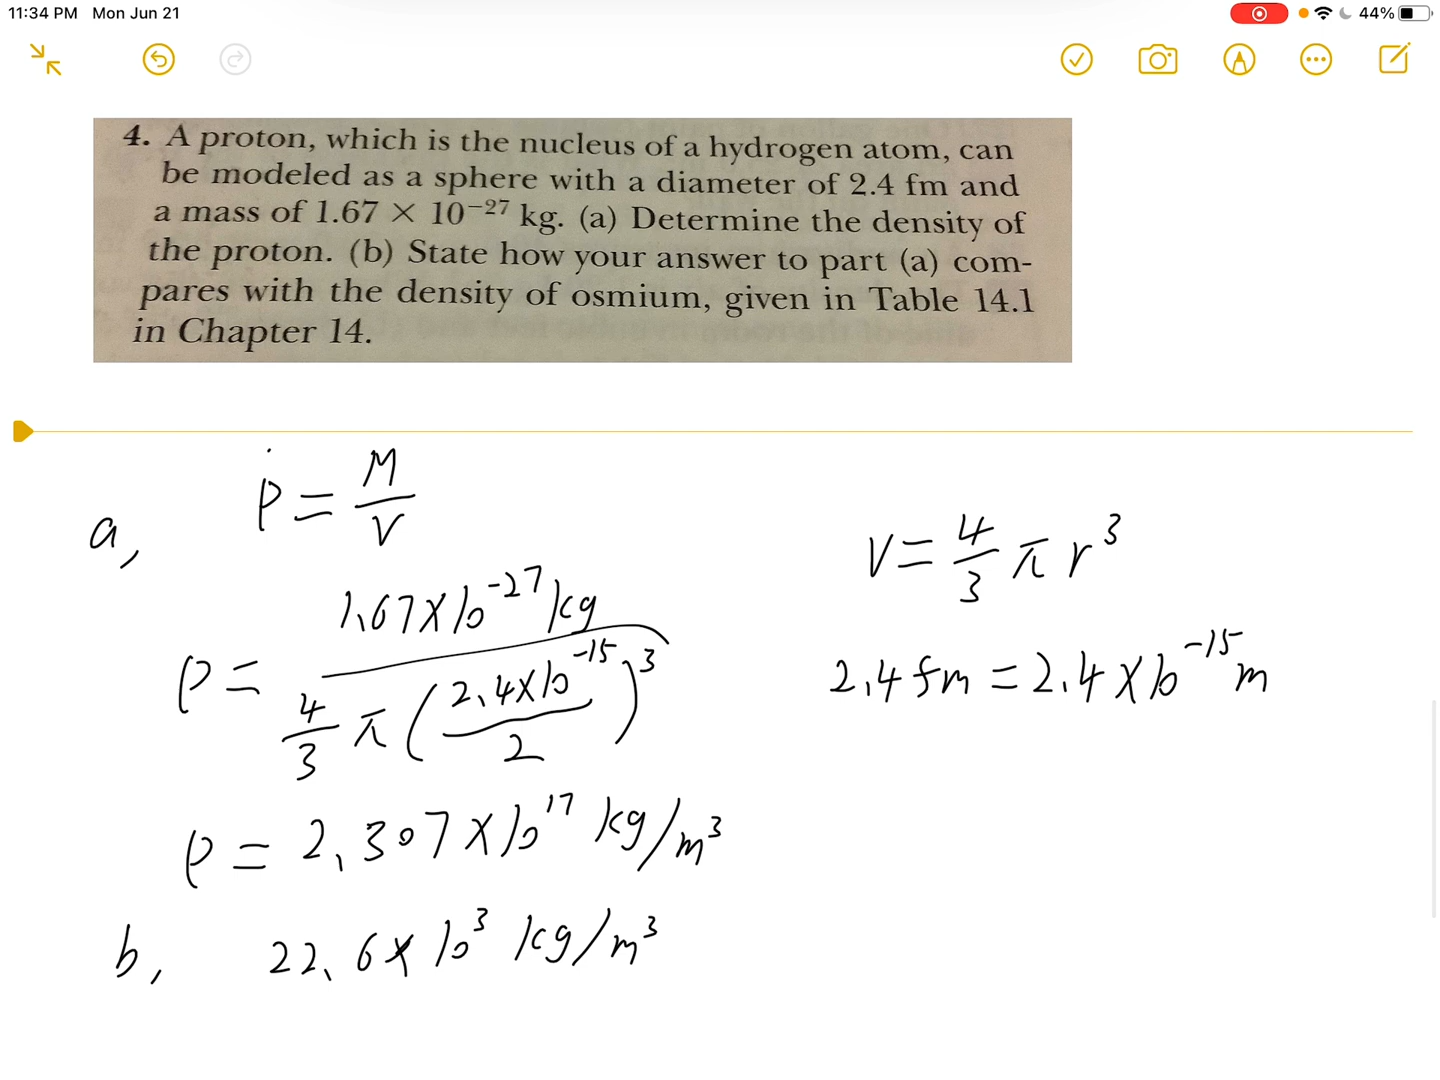 11:34 PM Mon Jun 21
44%
4. A proton, which is the nucleus of a hydrogen atom, can
be modeled as a sphere with a diameter of 2.4 fm and
a mass of 1.67 × 10⁻²⁷ kg. (a) Determine the density of
the proton. (b) State how your answer to part (a) com-
pares with the density of osmium, given in Table 14.1
in Chapter 14.
a, ρ = M/V
V = 4/3 π r³
ρ = 1.67 × 10⁻²⁷ kg / (4/3 π (2.4 × 10⁻¹⁵ / 2)³)
2.4 fm = 2.4 × 10⁻¹⁵ m
ρ = 2.307 × 10¹⁷ kg/m³
b, 22.6 × 10³ kg/m³